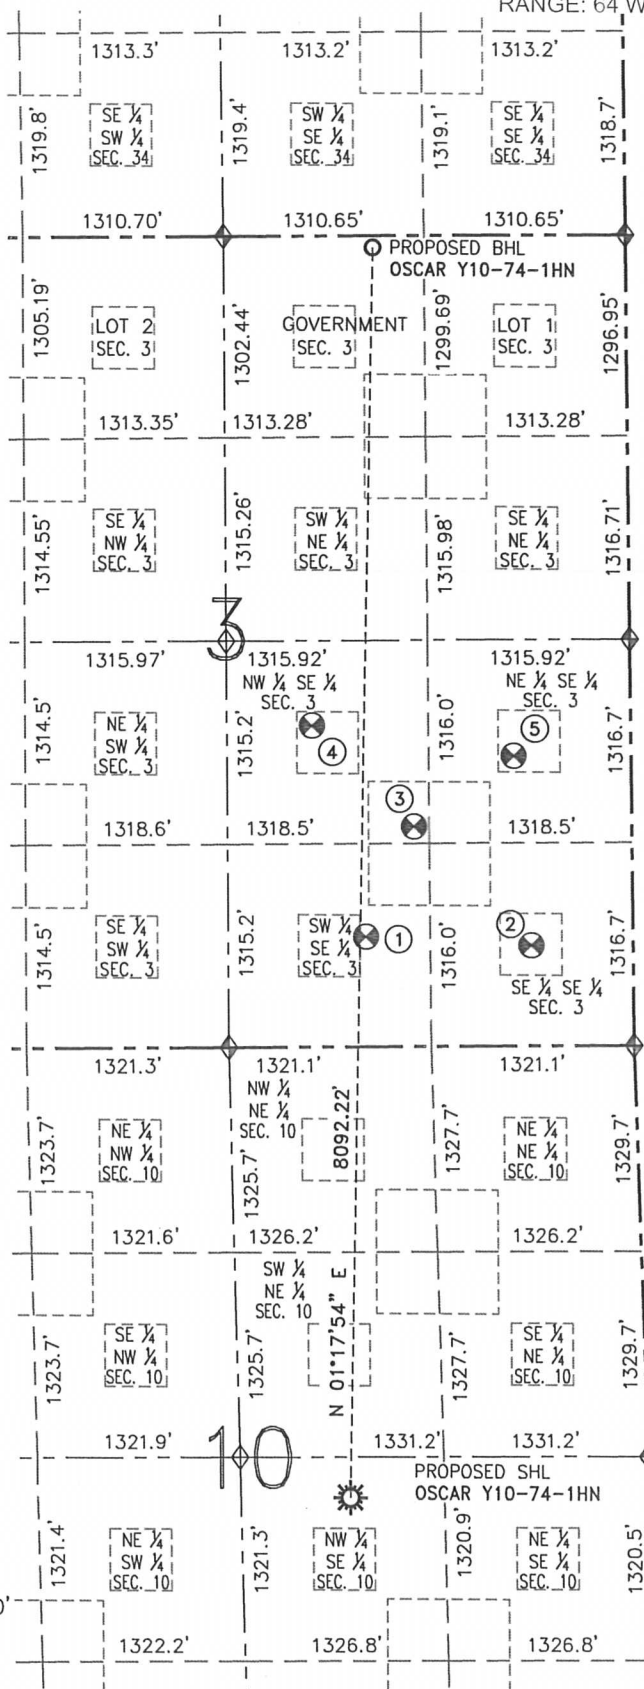 RANGE: 64 W
1313.3'
1313.2'
1313.2'
1319.8'
SE ¼
SW ¼
SEC. 34
1319.4'
SW ¼
SE ¼
SEC. 34
1319.1'
SE ¼
SE ¼
SEC. 34
1318.7'
1310.70'
1310.65'
1310.65'
PROPOSED BHL
OSCAR Y10-74-1HN
1305.19'
LOT 2
SEC. 3
1302.44'
GOVERNMENT
SEC. 3
1299.69'
LOT 1
SEC. 3
1296.95'
1313.35'
1313.28'
1313.28'
1314.55'
SE ¼
NW ¼
SEC. 3
1315.26'
SW ¼
NE ¼
SEC. 3
1315.98'
SE ¼
NE ¼
SEC. 3
1316.71'
3
1315.97'
1315.92'
1315.92'
NW ¼ SE ¼
SEC. 3
NE ¼ SE ¼
SEC. 3
1314.5'
NE ¼
SW ¼
SEC. 3
1315.2'
4
1316.0'
5
1316.7'
3
1318.6'
1318.5'
1318.5'
1314.5'
SE ¼
SW ¼
SEC. 3
1315.2'
SW ¼
SE ¼
SEC. 3
1
1316.0'
2
1316.7'
SE ¼ SE ¼
SEC. 3
1321.3'
1321.1'
1321.1'
NW ¼
NE ¼
SEC. 10
1323.7'
NE ¼
NW ¼
SEC. 10
1325.7'
8092.22'
1327.7'
NE ¼
NE ¼
SEC. 10
1329.7'
1321.6'
1326.2'
1326.2'
SW ¼
NE ¼
SEC. 10
N 01°17'54" E
1323.7'
SE ¼
NW ¼
SEC. 10
1325.7'
1327.7'
SE ¼
NE ¼
SEC. 10
1329.7'
1321.9'
10
1331.2'
1331.2'
PROPOSED SHL
OSCAR Y10-74-1HN
1321.4'
NE ¼
SW ¼
SEC. 10
1321.3'
NW ¼
SE ¼
SEC. 10
1320.9'
NE ¼
SE ¼
SEC. 10
1320.5'
0'
1322.2'
1326.8'
1326.8'